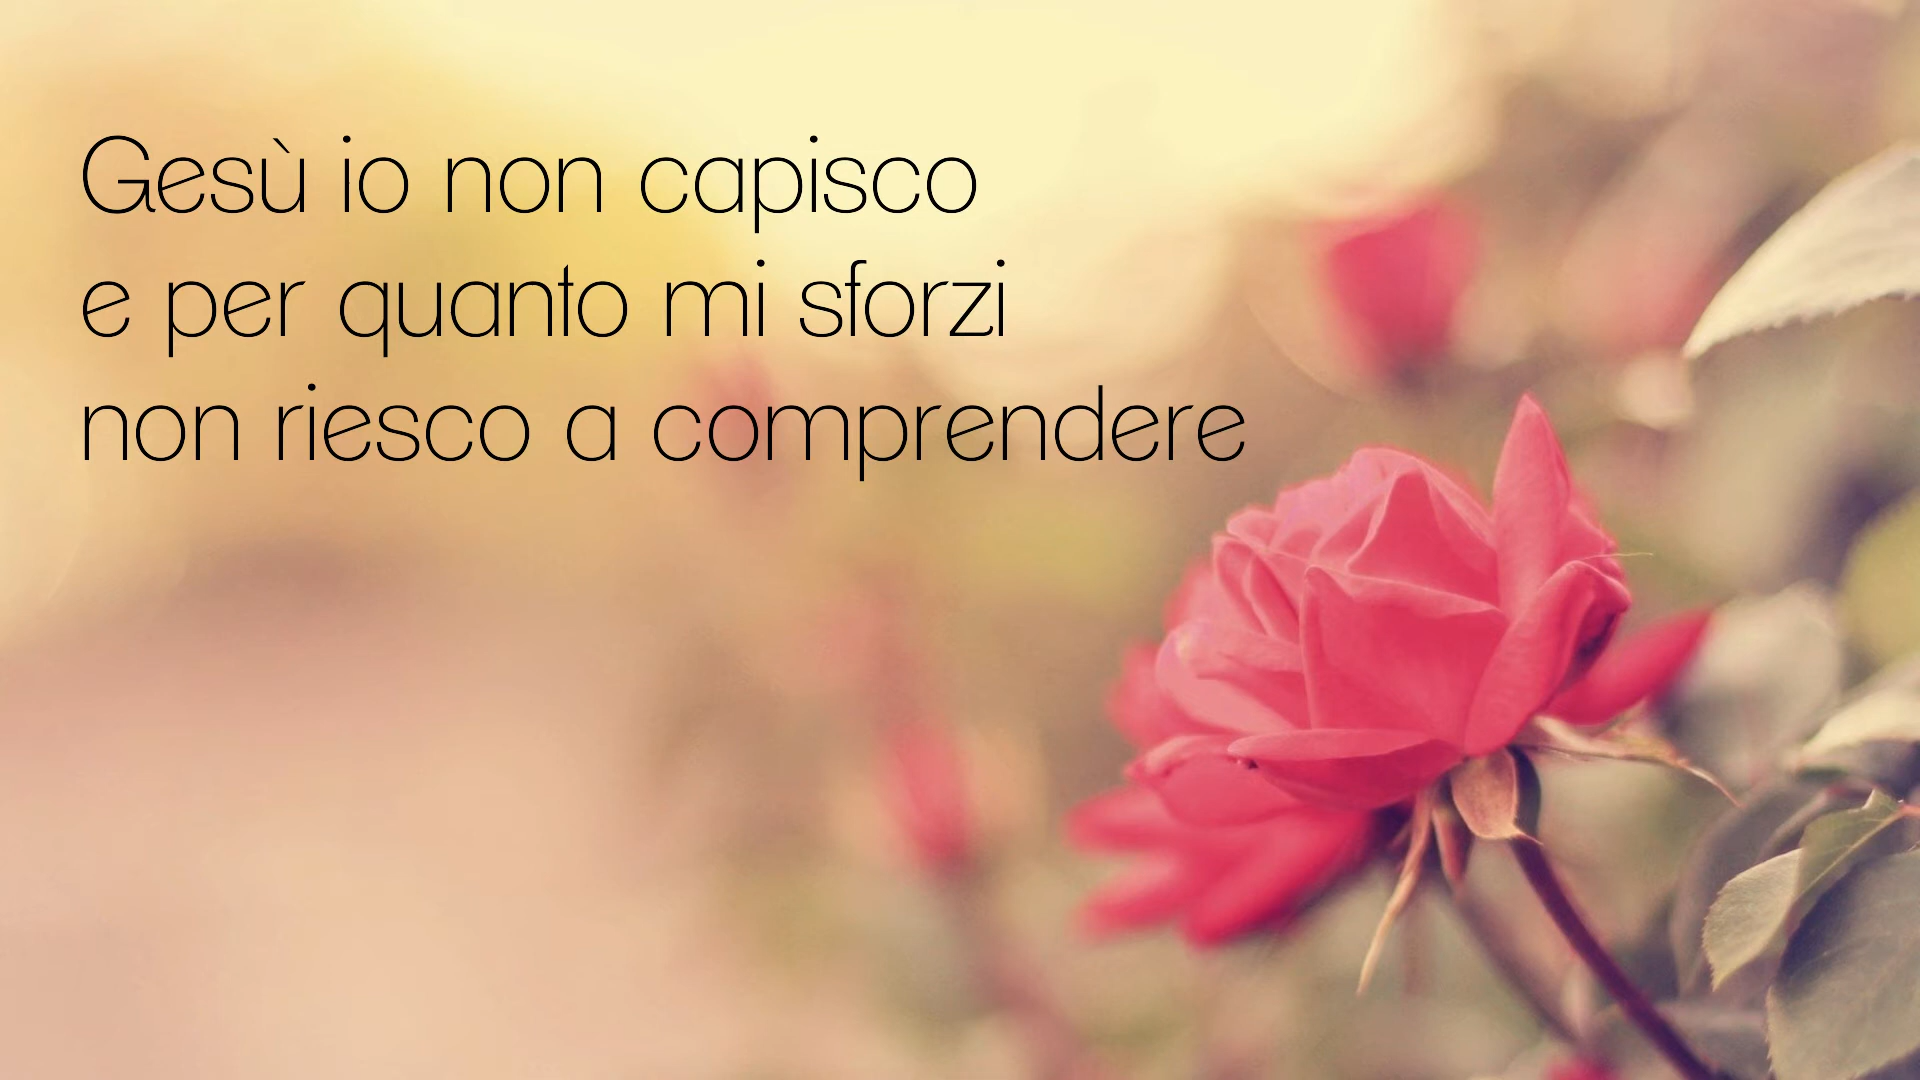 Gesù io non capisco
e per quanto mi sforzi
non riesco a comprendere